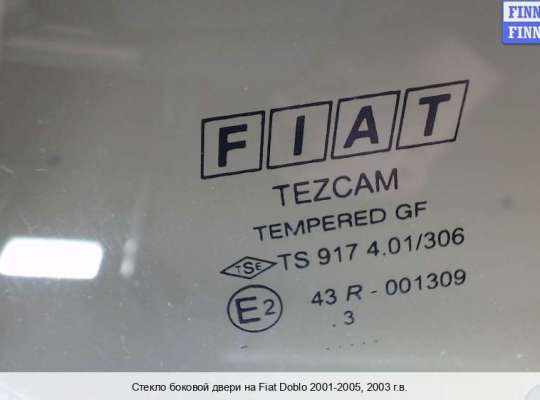 FINN
FINN
FIAT
TEZCAM
TEMPERED GF
TSE TS 917 4.01/306
E2 43 R - 001309
. 3
.....
Стекло боковой двери на Fiat Doblo 2001-2005, 2003 г.в.